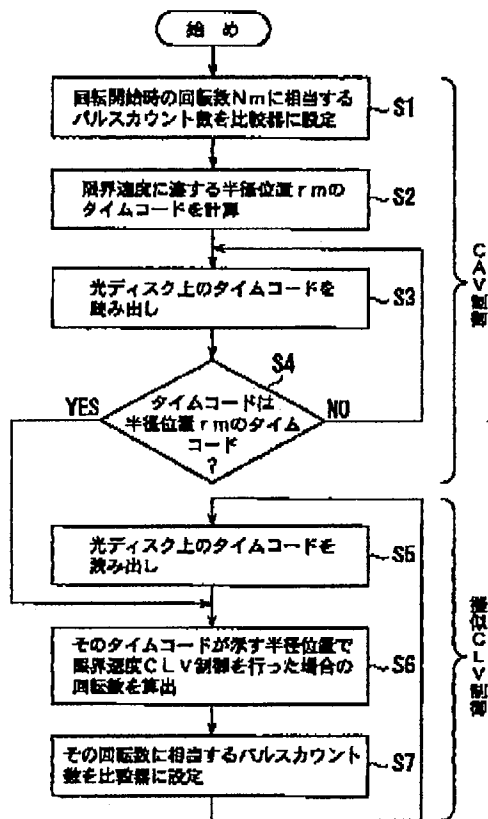 始め
回転開始時の回転数Nmに相当する
パルスカウント数を比較器に設定
S1
限界速度に達する半径位置rmの
タイムコードを計算
S2
光ディスク上のタイムコードを
読み出し
S3
S4
タイムコードは
半径位置rmのタイム
コード
?
YES
NO
CAV制御
光ディスク上のタイムコードを
読み出し
S5
そのタイムコードが示す半径位置で
限界速度CLV制御を行った場合の
回転数を算出
S6
その回転数に相当するパルスカウント
数を比較器に設定
S7
擬似CLV制御